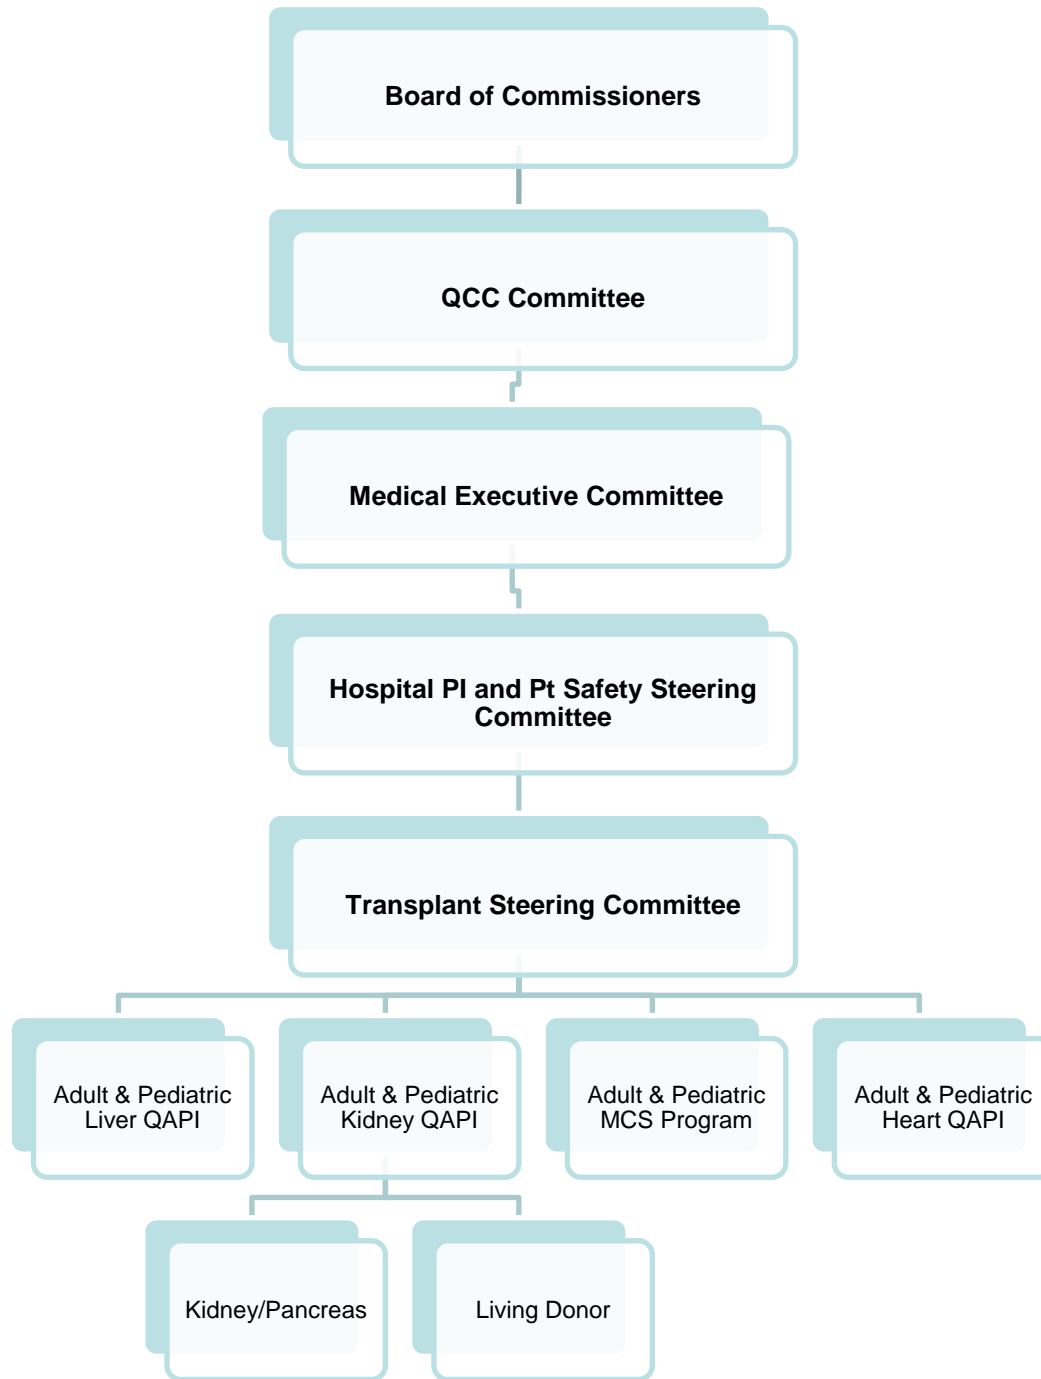 Board of Commissioners
QCC Committee
Medical Executive Committee
Hospital PI and Pt Safety Steering
Committee
Transplant Steering Committee
Adult & Pediatric
Liver QAPI
Adult & Pediatric
Kidney QAPI
Adult & Pediatric
MCS Program
Adult & Pediatric
Heart QAPI
Kidney/Pancreas
Living Donor